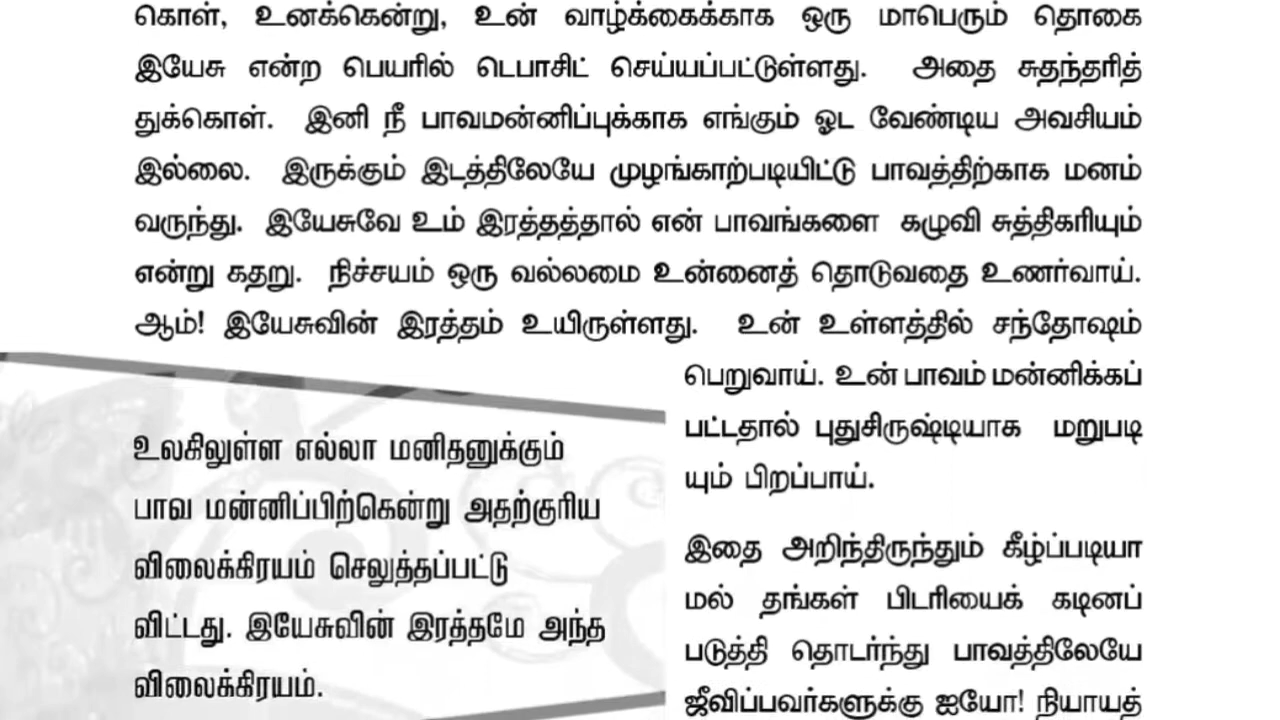 கொள், உனக்கென்று, உன் வாழ்க்கைக்காக ஒரு மாபெரும் தொகை
இயேசு என்ற பெயரில் டெபாசிட் செய்யப்பட்டுள்ளது. அதை சுதந்தரித்
துக்கொள். இனி நீ பாவமன்னிப்புக்காக எங்கும் ஓட வேண்டிய அவசியம்
இல்லை. இருக்கும் இடத்திலேயே முழங்காற்படியிட்டு பாவத்திற்காக மனம்
வருந்து. இயேசுவே உம் இரத்தத்தால் என் பாவங்களை கழுவி சுத்திகரியும்
என்று கதறு. நிச்சயம் ஒரு வல்லமை உன்னைத் தொடுவதை உணர்வாய்.
ஆம்! இயேசுவின் இரத்தம் உயிருள்ளது. உன் உள்ளத்தில் சந்தோஷம்
பெறுவாய். உன் பாவம் மன்னிக்கப்
பட்டதால் புதுசிருஷ்டியாக மறுபடி
யும் பிறப்பாய்.
இதை அறிந்திருந்தும் கீழ்ப்படியா
மல் தங்கள் பிடரியைக் கடினப்
படுத்தி தொடர்ந்து பாவத்திலேயே
ஜீவிப்பவர்களுக்கு ஐயோ! நியாயத்
உலகிலுள்ள எல்லா மனிதனுக்கும்
பாவ மன்னிப்பிற்கென்று அதற்குரிய
விலைக்கிரயம் செலுத்தப்பட்டு
விட்டது. இயேசுவின் இரத்தமே அந்த
விலைக்கிரயம்.